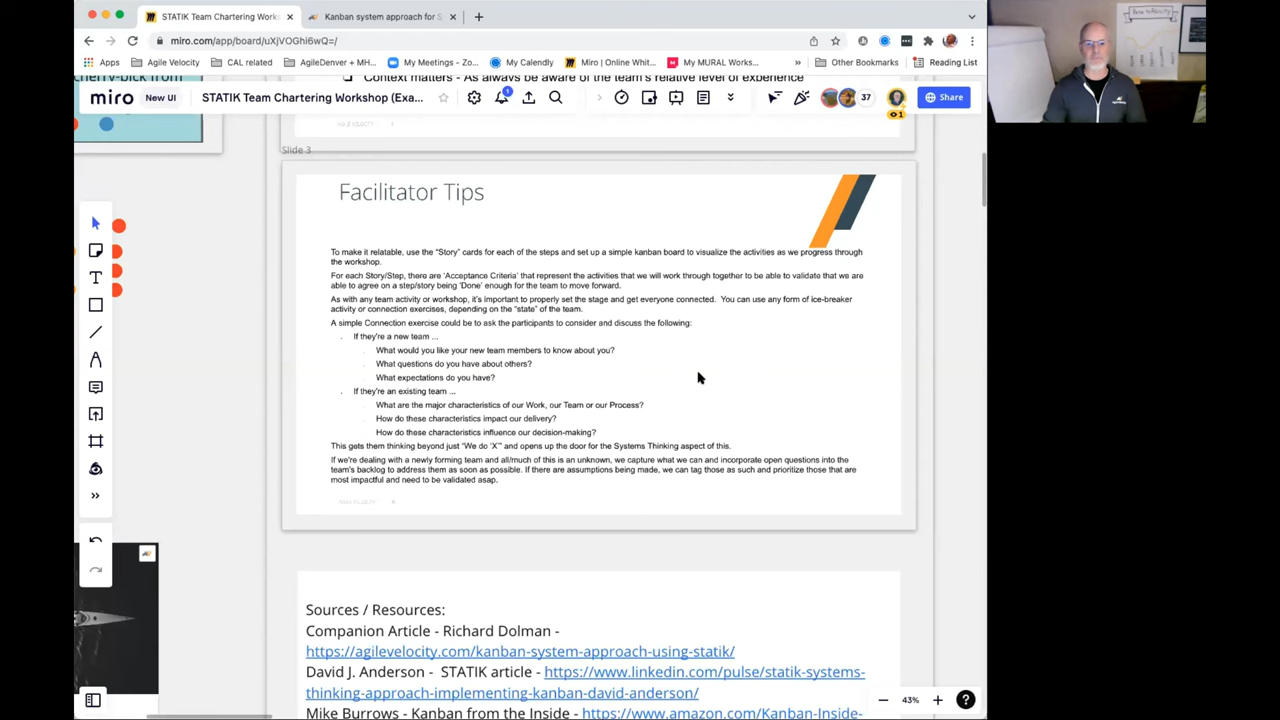 STATIK Team Chartering Works
Kanban system approach for S
miro.com/app/board/uXjVOGhi6wQ=/
Apps
Agile Velocity
CAL related
AgileDenver + MH...
My Meetings - Zo...
My Calendly
Miro | Online Whit...
My MURAL Works...
Other Bookmarks
Reading List
Context matters - As always be aware of the team's relative level of experience
miro
New UI
STATIK Team Chartering Workshop (Exa...
1
37
Share
1
Slide 3
Facilitator Tips
To make it relatable, use the "Story" cards for each of the steps and set up a simple kanban board to visualize the activities as we progress through
the workshop.
For each Story/Step, there are 'Acceptance Criteria' that represent the activities that we will work through together to be able to validate that we are
able to agree on a step/story being 'Done' enough for the team to move forward.
As with any team activity or workshop, it's important to properly set the stage and get everyone connected. You can use any form of ice-breaker
activity or connection exercises, depending on the "state" of the team.
A simple Connection exercise could be to ask the participants to consider and discuss the following:
If they're a new team ...
What would you like your new team members to know about you?
What questions do you have about others?
What expectations do you have?
If they're an existing team ...
What are the major characteristics of our Work, our Team or our Process?
How do these characteristics impact our delivery?
How do these characteristics influence our decision-making?
This gets them thinking beyond just "We do 'X'" and opens up the door for the Systems Thinking aspect of this.
If we're dealing with a newly forming team and all/much of this is an unknown, we capture what we can and incorporate open questions into the
team's backlog to address them as soon as possible. If there are assumptions being made, we can tag those as such and prioritize those that are
most impactful and need to be validated asap.
Sources / Resources:
Companion Article - Richard Dolman -
https://agilevelocity.com/kanban-system-approach-using-statik/
David J. Anderson - STATIK article - https://www.linkedin.com/pulse/statik-systems-
thinking-approach-implementing-kanban-david-anderson/
Mike Burrows - Kanban from the Inside - https://www.amazon.com/Kanban-Inside-
43%